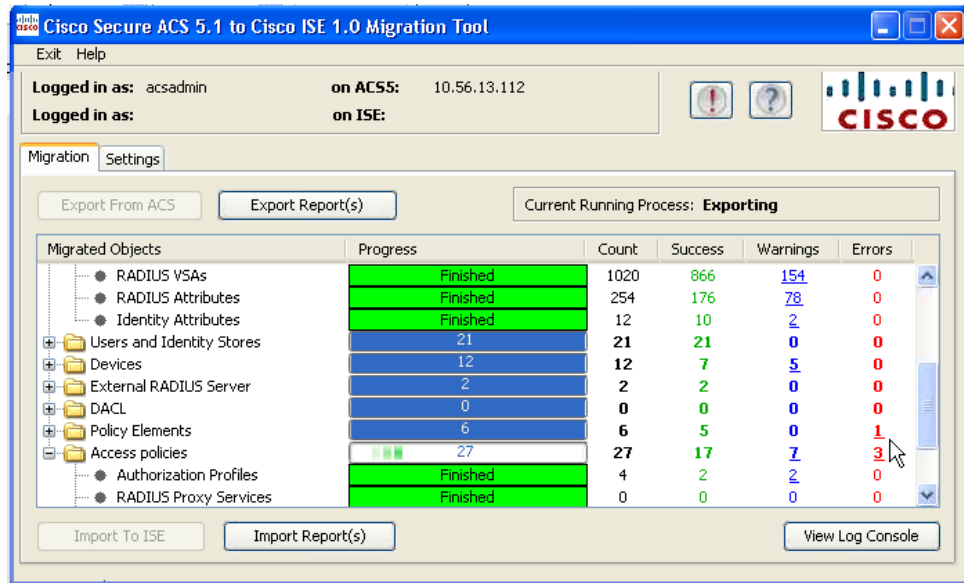 Cisco Secure ACS 5.1 to Cisco ISE 1.0 Migration Tool
Exit Help
Logged in as: acsadmin on ACS5: 10.56.13.112
Logged in as: on ISE:
CISCO
Migration Settings
Export From ACS Export Report(s) Current Running Process: Exporting
Migrated Objects Progress Count Success Warnings Errors
RADIUS VSAs Finished 1020 866 154 0
RADIUS Attributes Finished 254 176 78 0
Identity Attributes Finished 12 10 2 0
Users and Identity Stores 21 21 21 0 0
Devices 12 12 7 5 0
External RADIUS Server 2 2 2 0 0
DACL 0 0 0 0 0
Policy Elements 6 6 5 0 1
Access policies 27 27 17 7 3
Authorization Profiles Finished 4 2 2 0
RADIUS Proxy Services Finished 0 0 0 0
Import To ISE Import Report(s) View Log Console